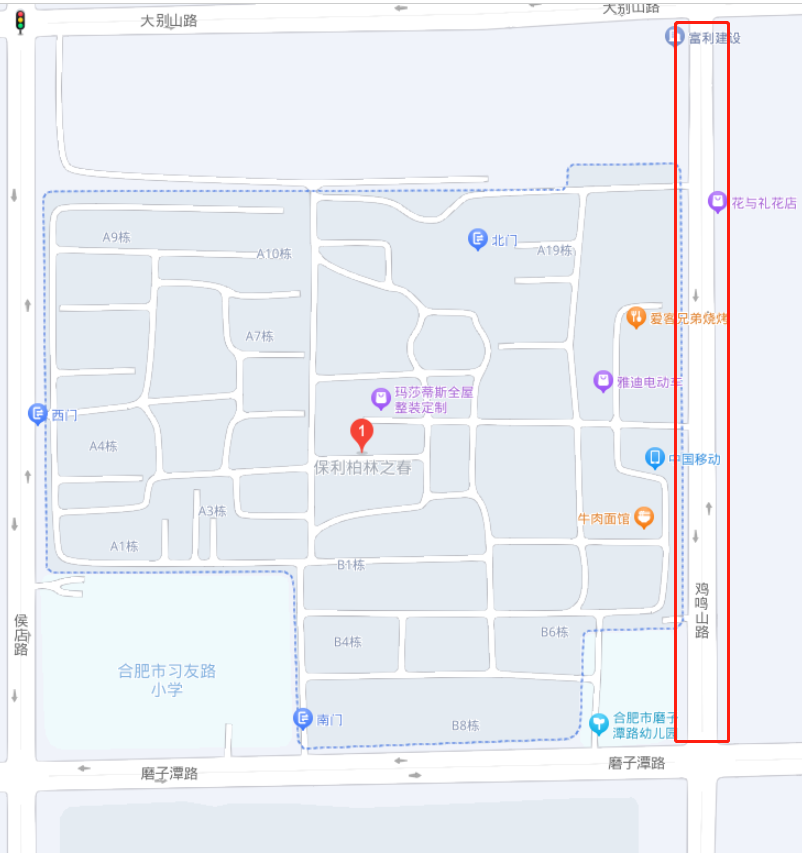 大别山路
大别山路
富利建设
花与礼花店
A9栋
A10栋
北门
A19栋
爱客兄弟烧烤
A7栋
雅迪电动车
玛莎蒂斯全屋
整装定制
西门
1
A4栋
保利柏林之春
中国移动
A3栋
牛肉面馆
A1栋
B1栋
鸡鸣山路
侯店路
B4栋
B6栋
合肥市习友路
小学
南门
B8栋
合肥市磨子
潭路幼儿园
磨子潭路
磨子潭路